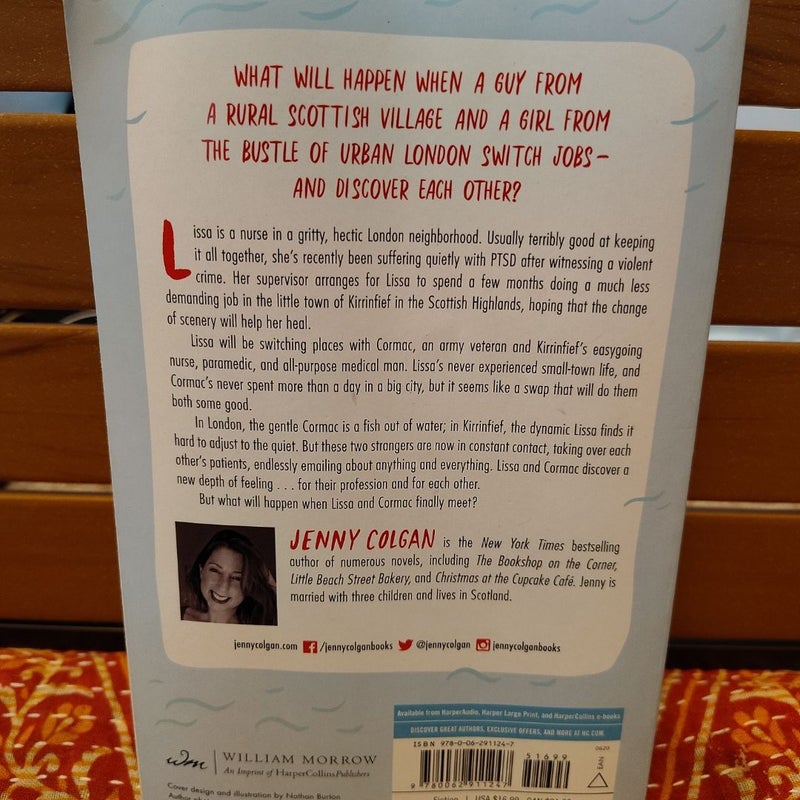 WHAT WILL HAPPEN WHEN A GUY FROM
A RURAL SCOTTISH VILLAGE AND A GIRL FROM
THE BUSTLE OF URBAN LONDON SWITCH JOBS–
AND DISCOVER EACH OTHER?
Lissa is a nurse in a gritty, hectic London neighborhood. Usually terribly good at keeping
it all together, she's recently been suffering quietly with PTSD after witnessing a violent
crime. Her supervisor arranges for Lissa to spend a few months doing a much less
demanding job in the little town of Kirrinfief in the Scottish Highlands, hoping that the change
of scenery will help her heal.
Lissa will be switching places with Cormac, an army veteran and Kirrinfief's easygoing
nurse, paramedic, and all-purpose medical man. Lissa's never experienced small-town life, and
Cormac's never spent more than a day in a big city, but it seems like a swap that will do them
both some good.
In London, the gentle Cormac is a fish out of water; in Kirrinfief, the dynamic Lissa finds it
hard to adjust to the quiet. But these two strangers are now in constant contact, taking over each
other's patients, endlessly emailing about anything and everything. Lissa and Cormac discover a
new depth of feeling . . . for their profession and for each other.
But what will happen when Lissa and Cormac finally meet?
JENNY COLGAN is the New York Times bestselling
author of numerous novels, including The Bookshop on the Corner,
Little Beach Street Bakery, and Christmas at the Cupcake Café. Jenny is
married with three children and lives in Scotland.
jennycolgan.com /jennycolganbooks @jennycolgan jennycolganbooks
Available from HarperAudio, Harper Large Print, and HarperCollins e-books
DISCOVER GREAT AUTHORS, EXCLUSIVE OFFERS, AND MORE AT HC.COM.
ISBN 978-0-06-291124-7
51699
0620
EAN
9 780062 911247
wm WILLIAM MORROW
An Imprint of HarperCollinsPublishers
Cover design and illustration by Nathan Burton
Author
Fiction USA $16.99